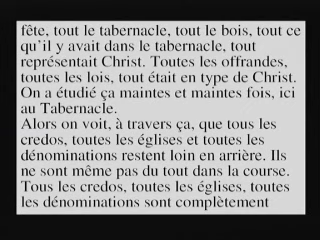 fête, tout le tabernacle, tout le bois, tout ce
qu'il y avait dans le tabernacle, tout
représentait Christ. Toutes les offrandes,
toutes les lois, tout était en type de Christ.
On a étudié ça maintes et maintes fois, ici
au Tabernacle.
Alors on voit, à travers ça, que tous les
credos, toutes les églises et toutes les
dénominations restent loin en arrière. Ils
ne sont même pas du tout dans la course.
Tous les credos, toutes les églises, toutes
les dénominations sont complètement